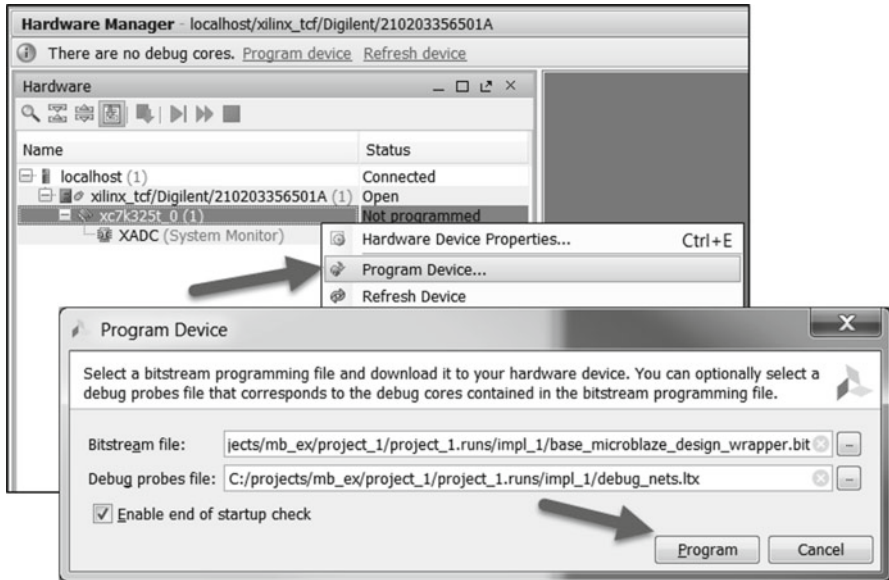 Hardware Manager - localhost/xilinx_tcf/Digilent/210203356501A
There are no debug cores. Program device Refresh device
Hardware
Name Status
localhost (1) Connected
xilinx_tcf/Digilent/210203356501A (1) Open
xc7k325t_0 (1) Not programmed
XADC (System Monitor)
Hardware Device Properties... Ctrl+E
Program Device...
Refresh Device
Program Device
Select a bitstream programming file and download it to your hardware device. You can optionally select a
debug probes file that corresponds to the debug cores contained in the bitstream programming file.
Bitstream file: jects/mb_ex/project_1/project_1.runs/impl_1/base_microblaze_design_wrapper.bit
Debug probes file: C:/projects/mb_ex/project_1/project_1.runs/impl_1/debug_nets.ltx
Enable end of startup check
Program Cancel